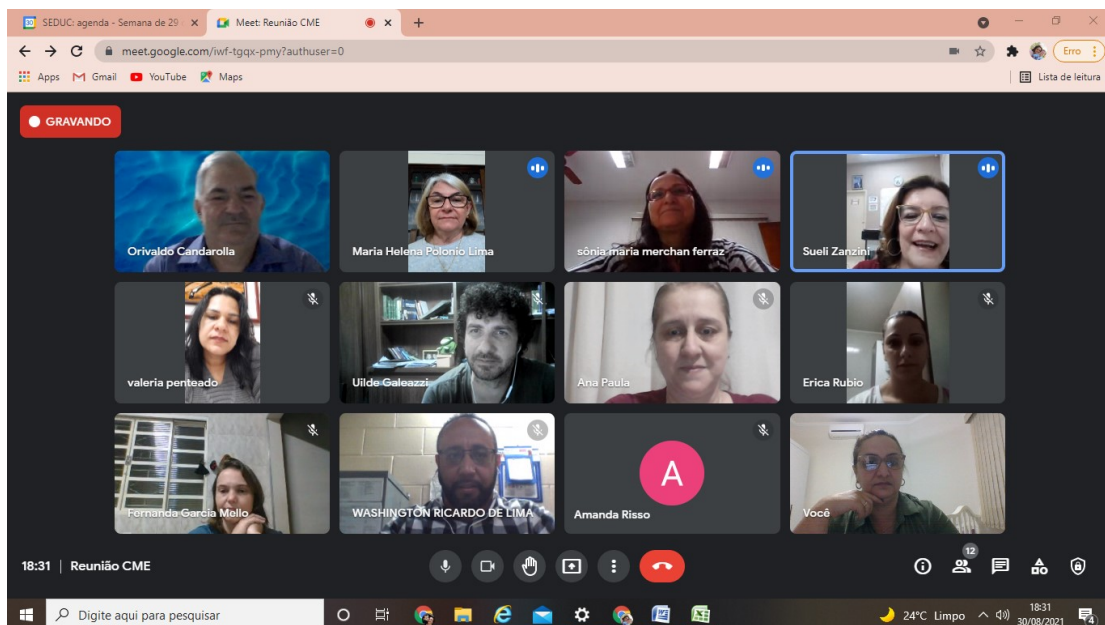 SEDUC: agenda - Semana de 29
Meet: Reunião CME
meet.google.com/iwf-tgqx-pmy?authuser=0
Erro
Apps
Gmail
YouTube
Maps
Lista de leitura
GRAVANDO
Orivaldo Candarolla
Maria Helena Polonio Lima
sônia maria merchan ferraz
Sueli Zanzini
valeria penteado
Uilde Galeazzi
Ana Paula
Erica Rubio
Fernanda Garcia Mello
WASHINGTON RICARDO DE LIMA
A
Amanda Risso
Você
18:31 | Reunião CME
12
Digite aqui para pesquisar
24°C Limpo
18:31
30/08/2021
4